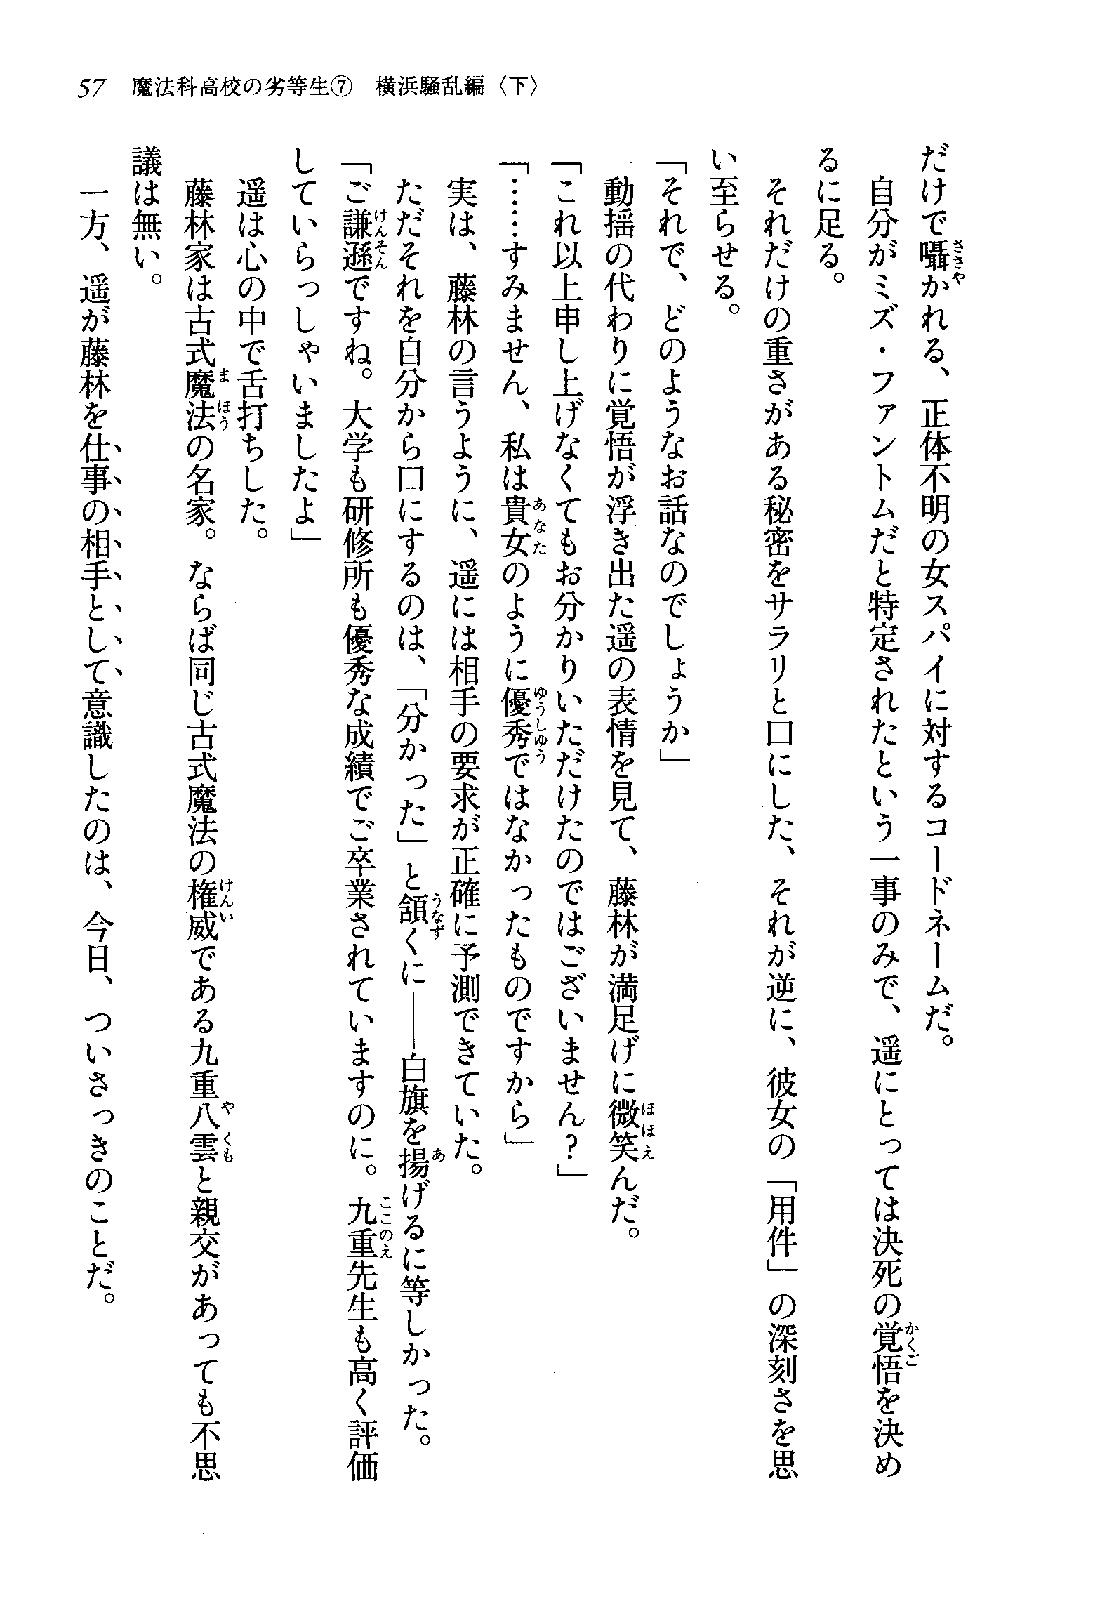 57　魔法科高校の劣等生⑦　横浜騒乱編〈下〉
だけで囁かれる、正体不明の女スパイに対するコードネームだ。
自分がミズ・ファントムだと特定されたという一事のみで、遥にとっては決死の覚悟を決め
るに足る。
それだけの重さがある秘密をサラリと口にした、それが逆に、彼女の「用件」の深刻さを思
い至らせる。
「それで、どのようなお話なのでしょうか」
動揺の代わりに覚悟が浮き出た遥の表情を見て、藤林が満足げに微笑んだ。
「これ以上申し上げなくてもお分かりいただけたのではございません？」
「……すみません、私は貴女のように優秀ではなかったものですから」
実は、藤林の言うように、遥には相手の要求が正確に予測できていた。
ただそれを自分から口にするのは、「分かった」と頷くに――白旗を揚げるに等しかった。
「ご謙遜ですね。大学も研修所も優秀な成績でご卒業されていますのに。九重先生も高く評価
していらっしゃいましたよ」
遥は心の中で舌打ちした。
藤林家は古式魔法の名家。ならば同じ古式魔法の権威である九重八雲と親交があっても不思
議は無い。
一方、遥が藤林を仕事の相手として意識したのは、今日、ついさっきのことだ。